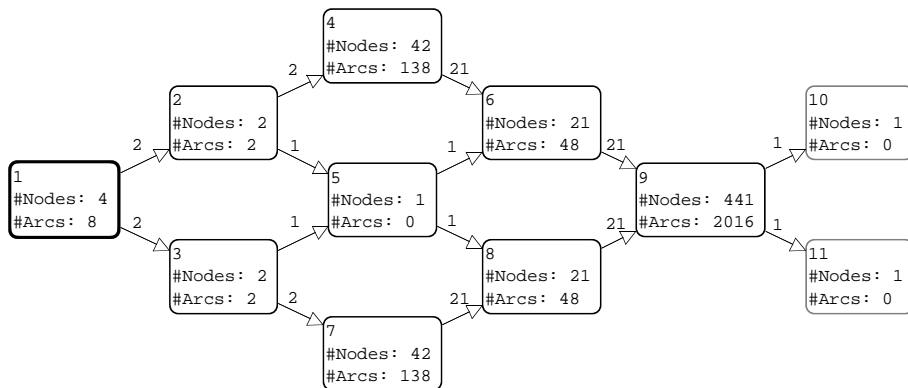 4
#Nodes: 42
#Arcs: 138
2
21
2
#Nodes: 2
#Arcs: 2
6
#Nodes: 21
#Arcs: 48
10
#Nodes: 1
#Arcs: 0
2
1
1
21
1
1
#Nodes: 4
#Arcs: 8
5
#Nodes: 1
#Arcs: 0
9
#Nodes: 441
#Arcs: 2016
2
1
1
21
1
3
#Nodes: 2
#Arcs: 2
8
#Nodes: 21
#Arcs: 48
11
#Nodes: 1
#Arcs: 0
2
21
7
#Nodes: 42
#Arcs: 138